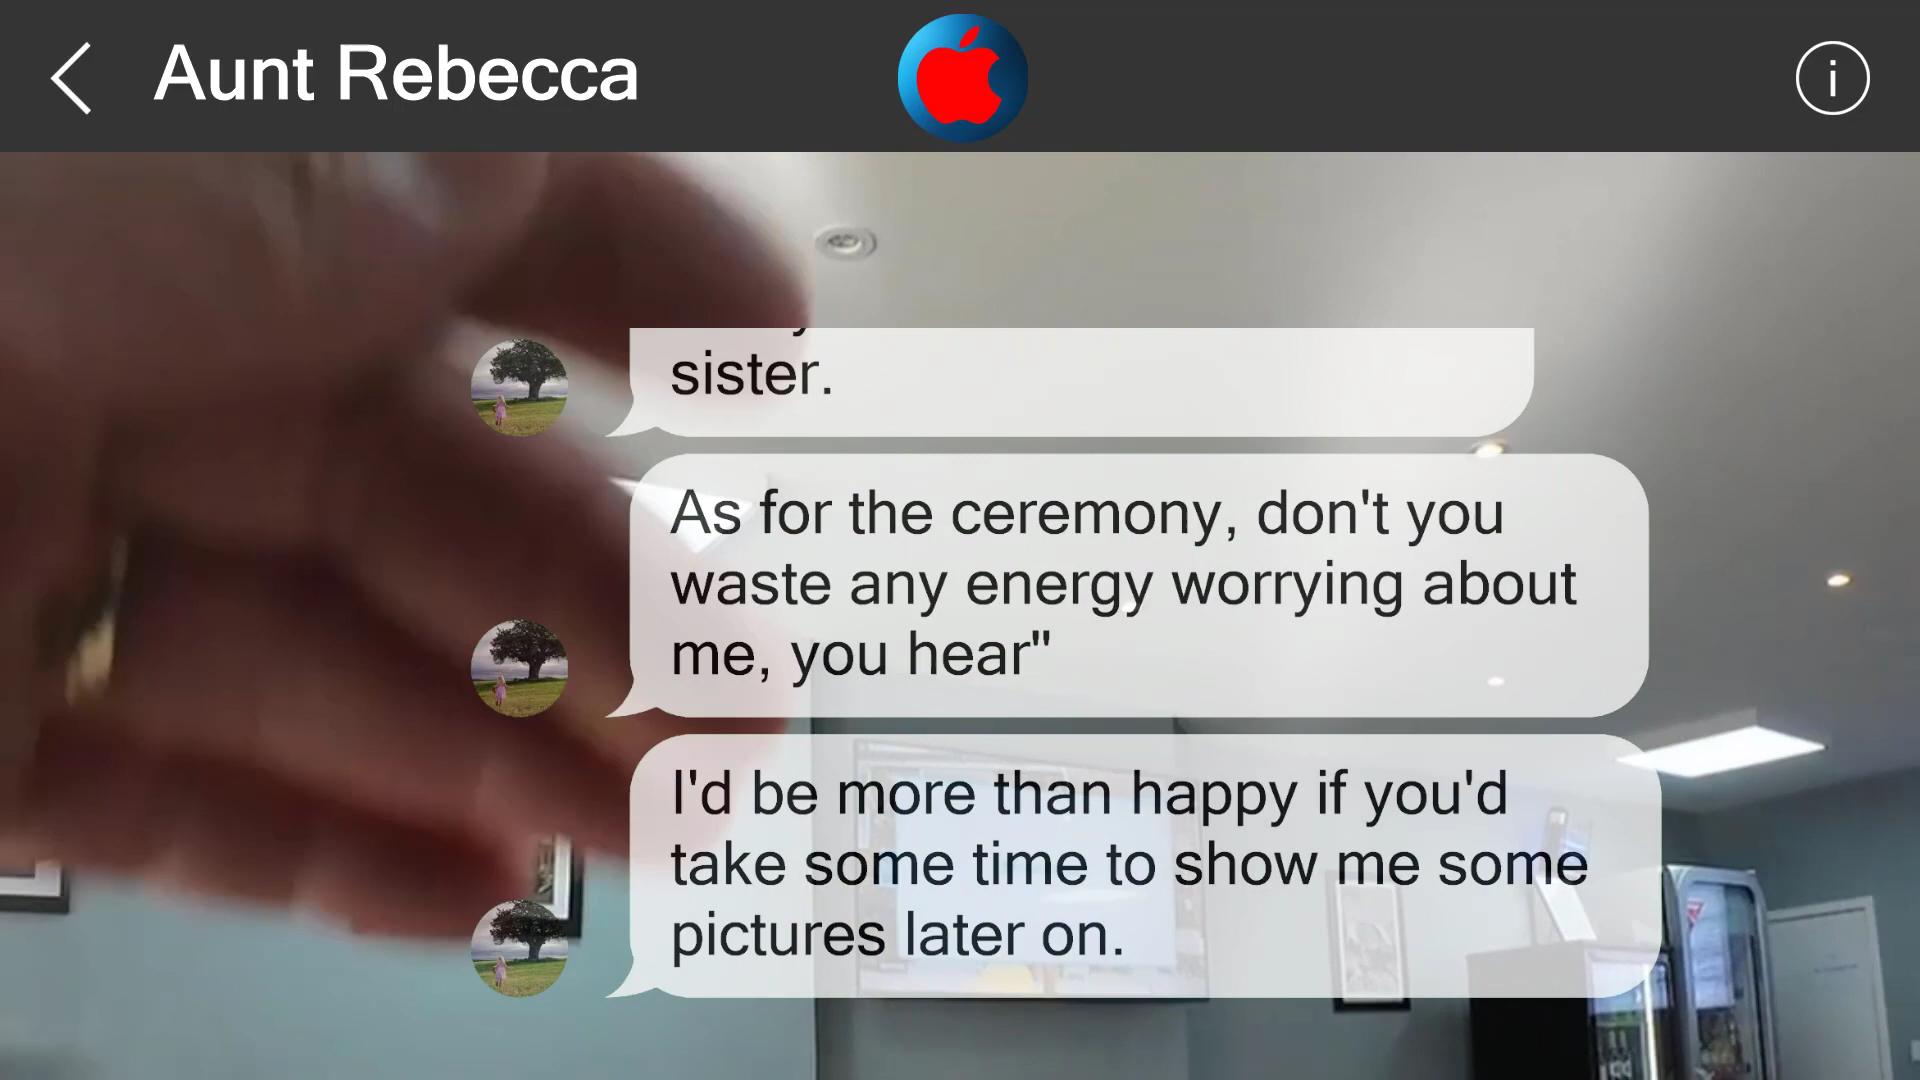 Aunt Rebecca
sister.
As for the ceremony, don't you
waste any energy worrying about
me, you hear"
I'd be more than happy if you'd
take some time to show me some
pictures later on.